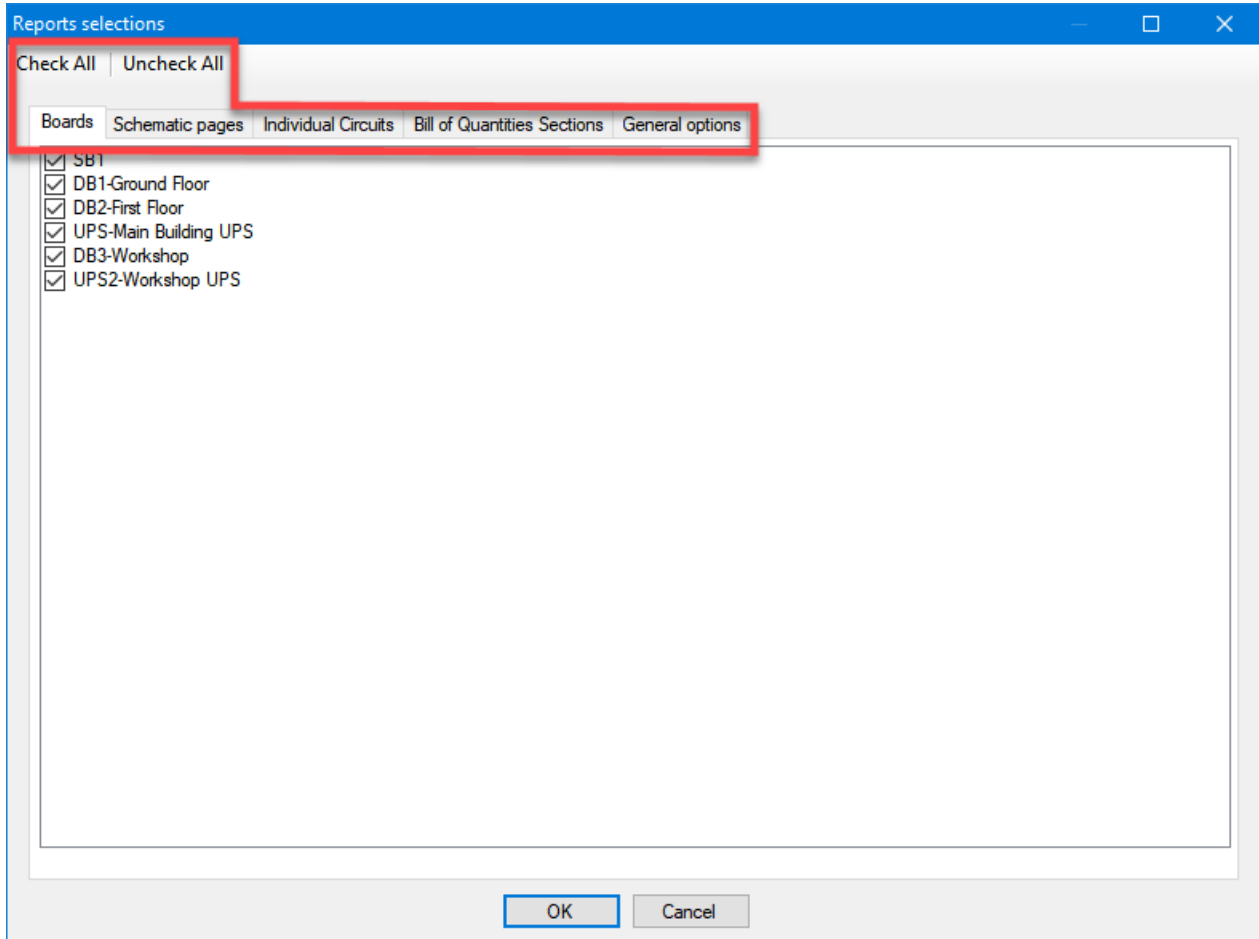 Reports selections
Check All Uncheck All
Boards Schematic pages Individual Circuits Bill of Quantities Sections General options
SB1
DB1-Ground Floor
DB2-First Floor
UPS-Main Building UPS
DB3-Workshop
UPS2-Workshop UPS
OK Cancel